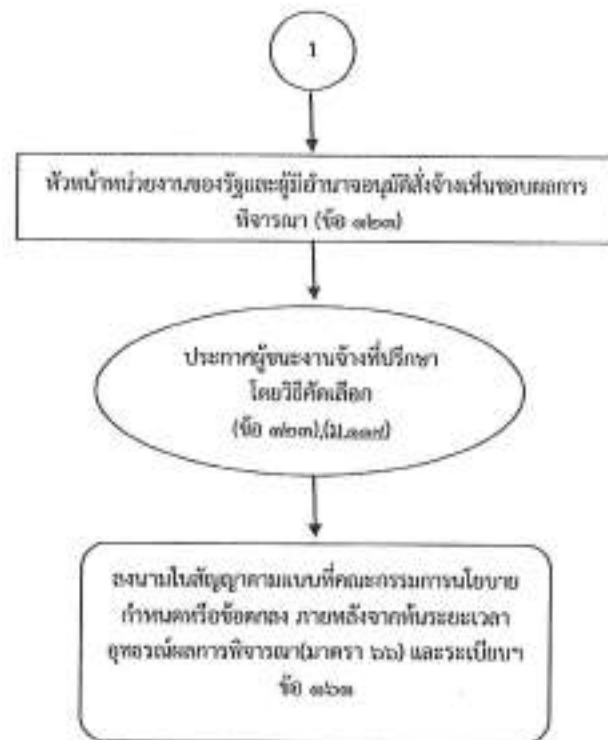 1
หัวหน้าหน่วยงานของรัฐและผู้มีอำนาจอนุมัติสั่งจ้างเห็นชอบผลการ
พิจารณา (ข้อ ๑๒๓)
ประกาศผู้ชนะงานจ้างที่ปรึกษา
โดยวิธีคัดเลือก
(ข้อ ๑๒๓),(ม.๑๑๗)
ลงนามในสัญญาตามแบบที่คณะกรรมการนโยบาย
กำหนดหรือข้อตกลง ภายหลังจากพ้นระยะเวลา
อุทธรณ์ผลการพิจารณา(มาตรา ๖๖) และระเบียบฯ
ข้อ ๑๖๑